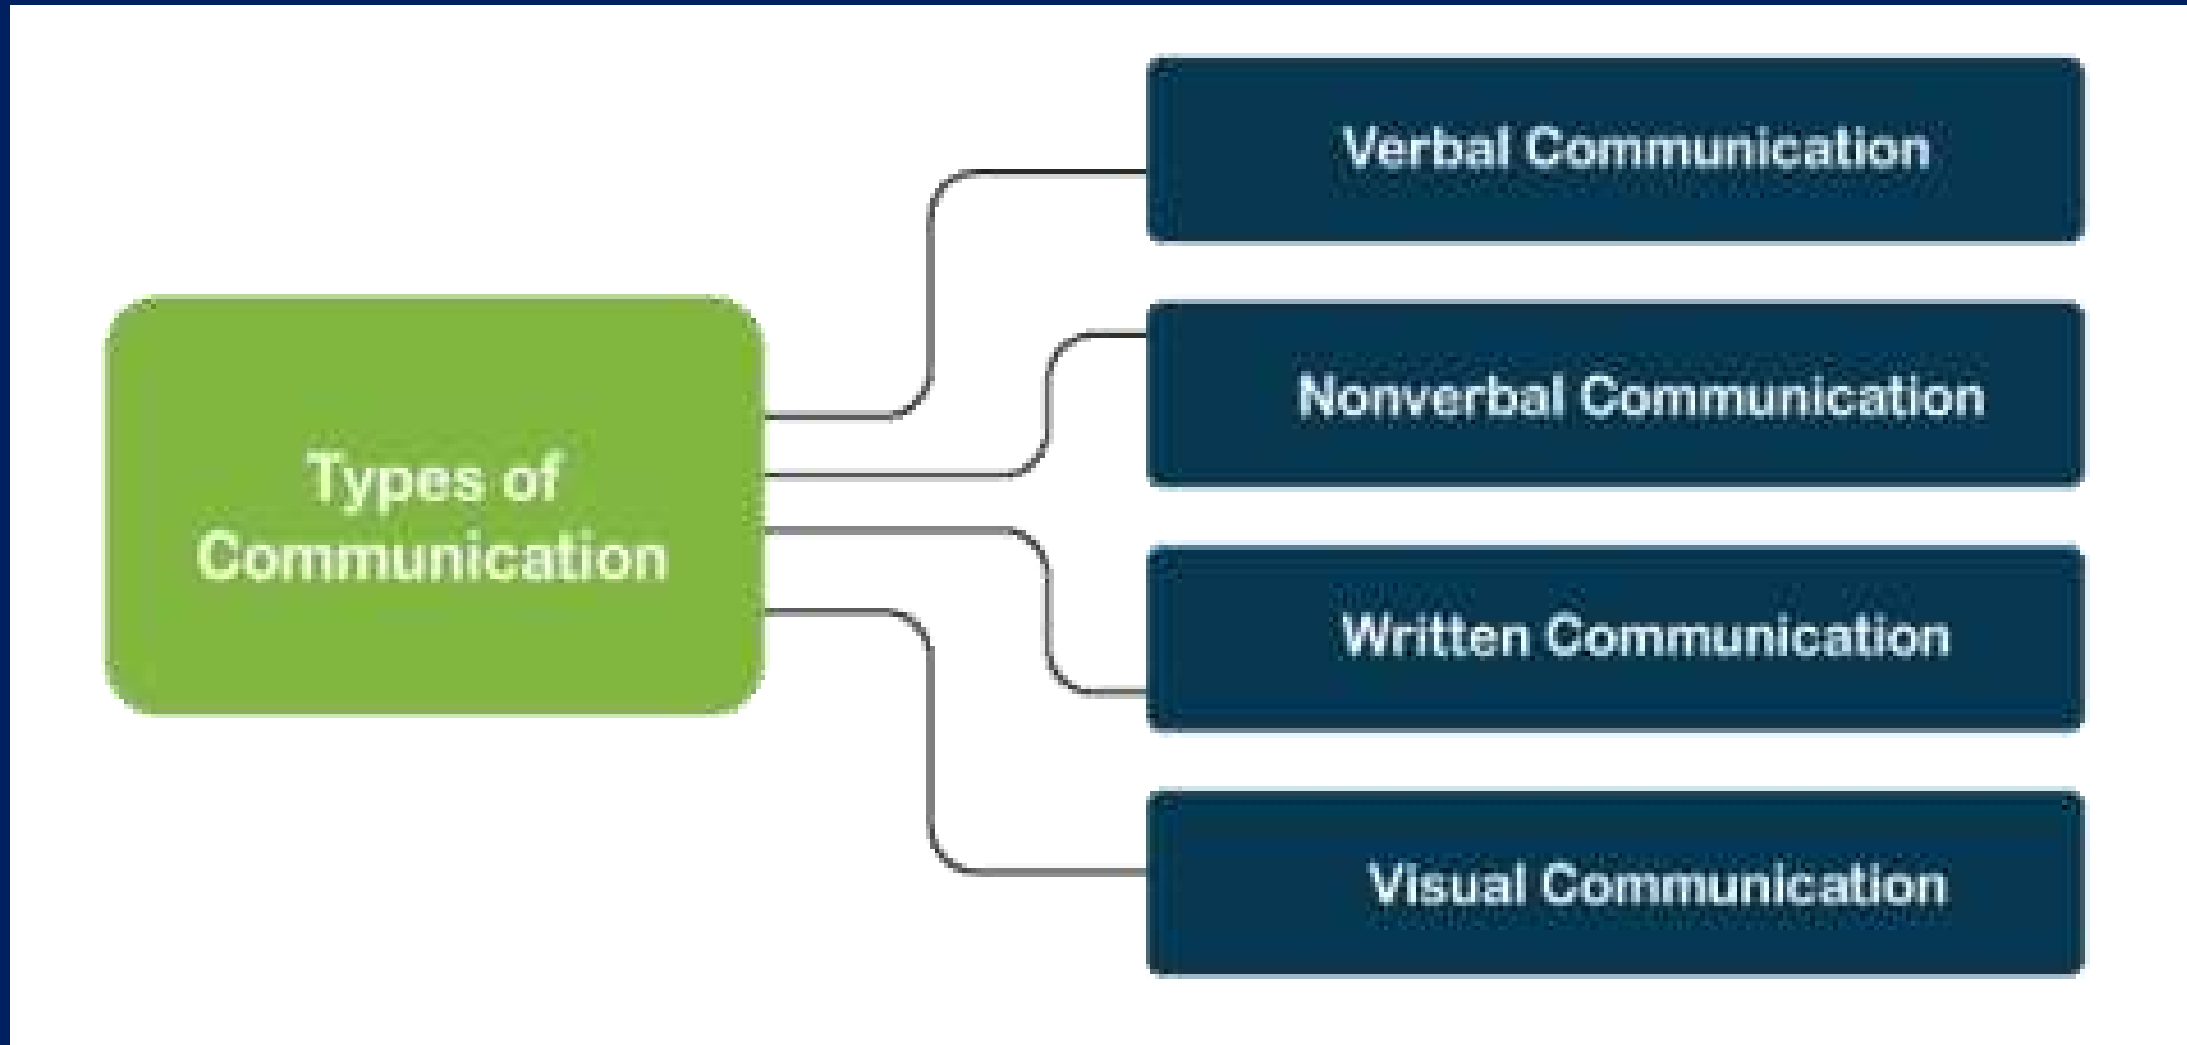 Types of
Communication
Verbal Communication
Nonverbal Communication
Written Communication
Visual Communication